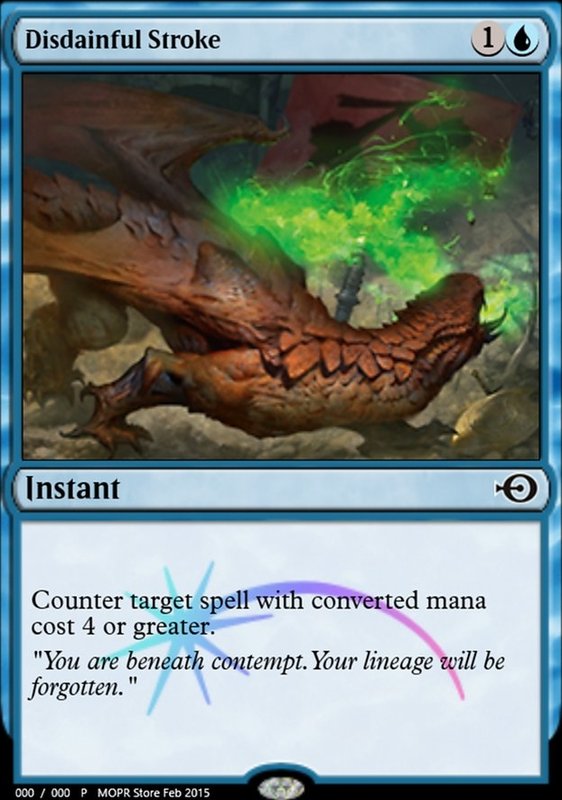 Disdainful Stroke 1
Instant
Counter target spell with converted mana
cost 4 or greater.
"You are beneath contempt. Your lineage will be
forgotten."
000 / 000 P MOPR Store Feb 2015